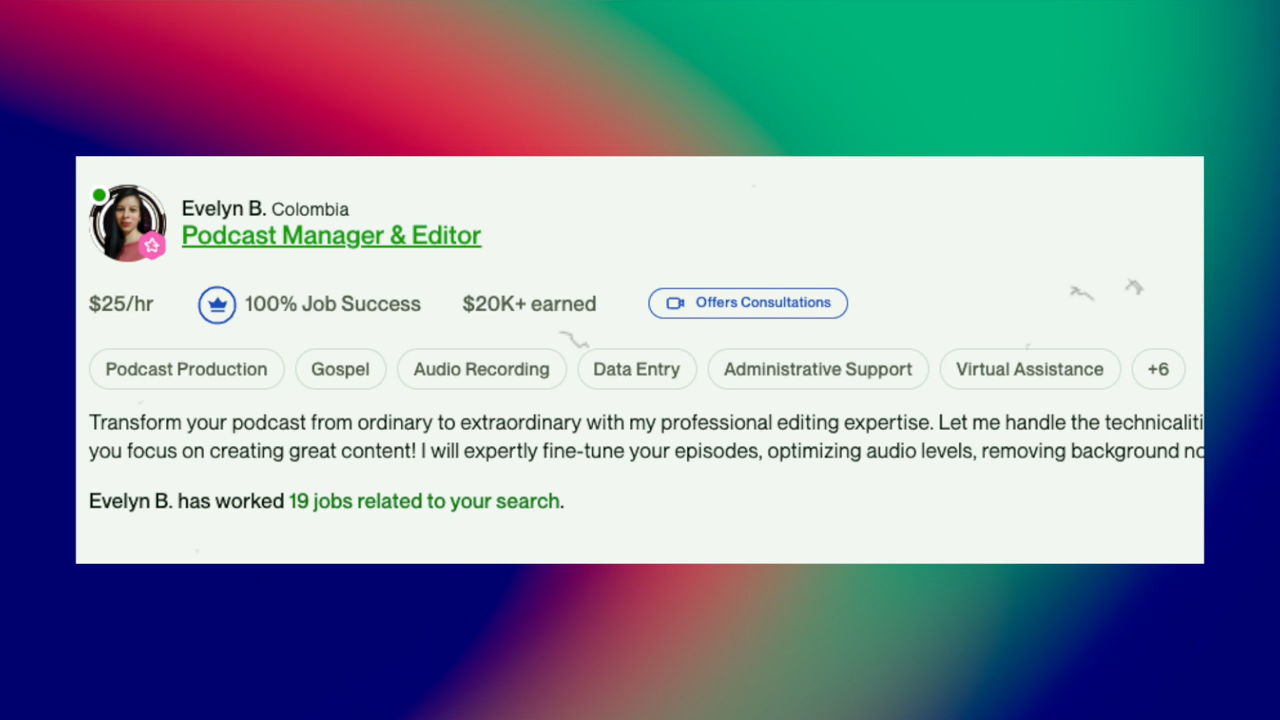 Evelyn B. Colombia
Podcast Manager & Editor
$25/hr 100% Job Success $20K+ earned Offers Consultations
Podcast Production Gospel Audio Recording Data Entry Administrative Support Virtual Assistance +6
Transform your podcast from ordinary to extraordinary with my professional editing expertise. Let me handle the
you focus on creating great content! I will expertly fine-tune your episodes, optimizing audio levels, removing background
Evelyn B. has worked 19 jobs related to your search.